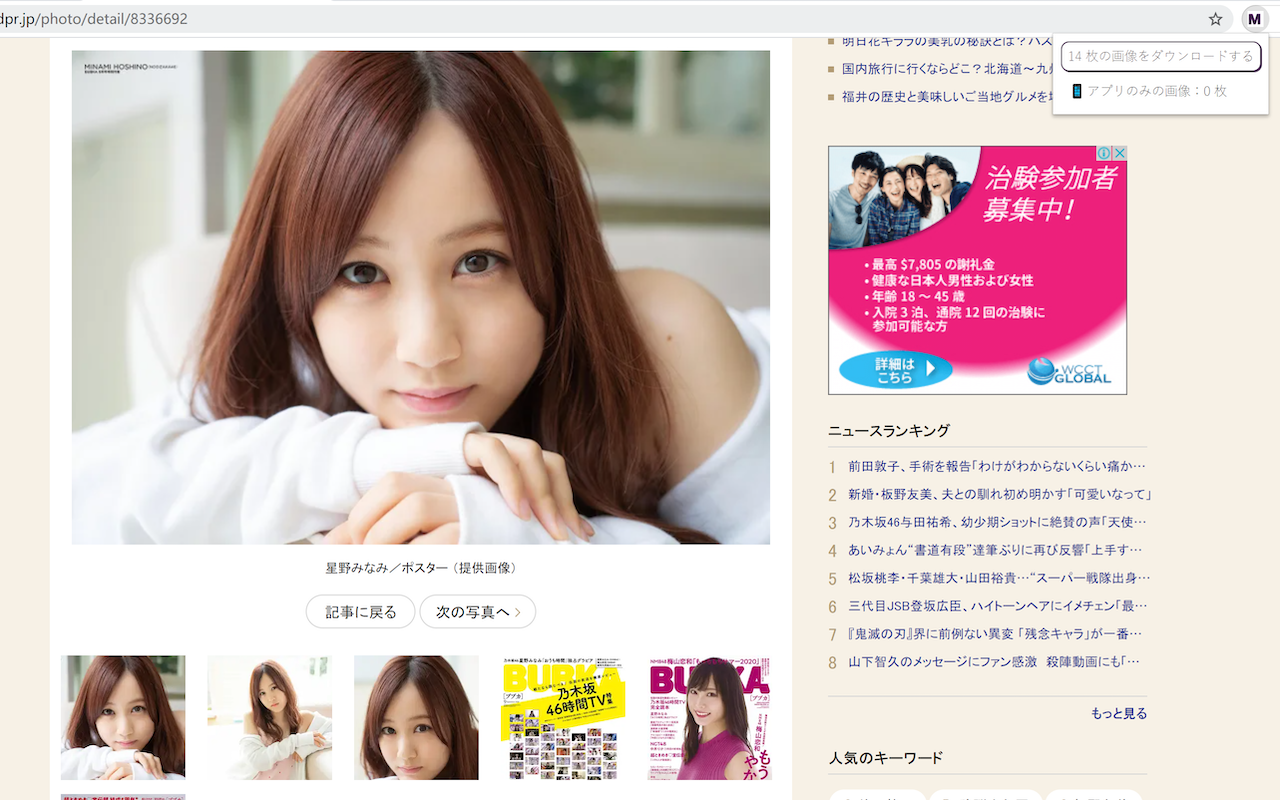 dpr.jp/photo/detail/8336692
M
14 枚の画像をダウンロードする
アプリのみの画像:0 枚
MINAMI HOSHINO
明日花キララの美乳の秘訣とは?バス
国内旅行に行くならどこ?北海道〜九州
福井の歴史と美味しいご当地グルメを
治験参加者
募集中!
• 最高 $7,805 の謝礼金
• 健康な日本人男性および女性
• 年齢 18 〜 45 歳
• 入院 3 泊、通院 12 回の治験に
参加可能な方
詳細は
こちら
WCCT
GLOBAL
星野みなみ/ポスター(提供画像)
記事に戻る
次の写真へ >
BUBKA
乃木坂
46時間TV特集
BUBKA
ニュースランキング
1 前田敦子、手術を報告「わけがわからないくらい痛か…
2 新婚・板野友美、夫との馴れ初め明かす「可愛いなって」
3 乃木坂46与田祐希、幼少期ショットに絶賛の声「天使…
4 あいみょん“書道有段”達筆ぶりに再び反響「上手す…
5 松坂桃李・千葉雄大・山田裕貴…“スーパー戦隊出身…
6 三代目JSB登坂広臣、ハイトーンヘアにイメチェン「最…
7 『鬼滅の刃』界に前例ない異変 「残念キャラ」が一番…
8 山下智久のメッセージにファン感激 殺陣動画にも「…
もっと見る
人気のキーワード